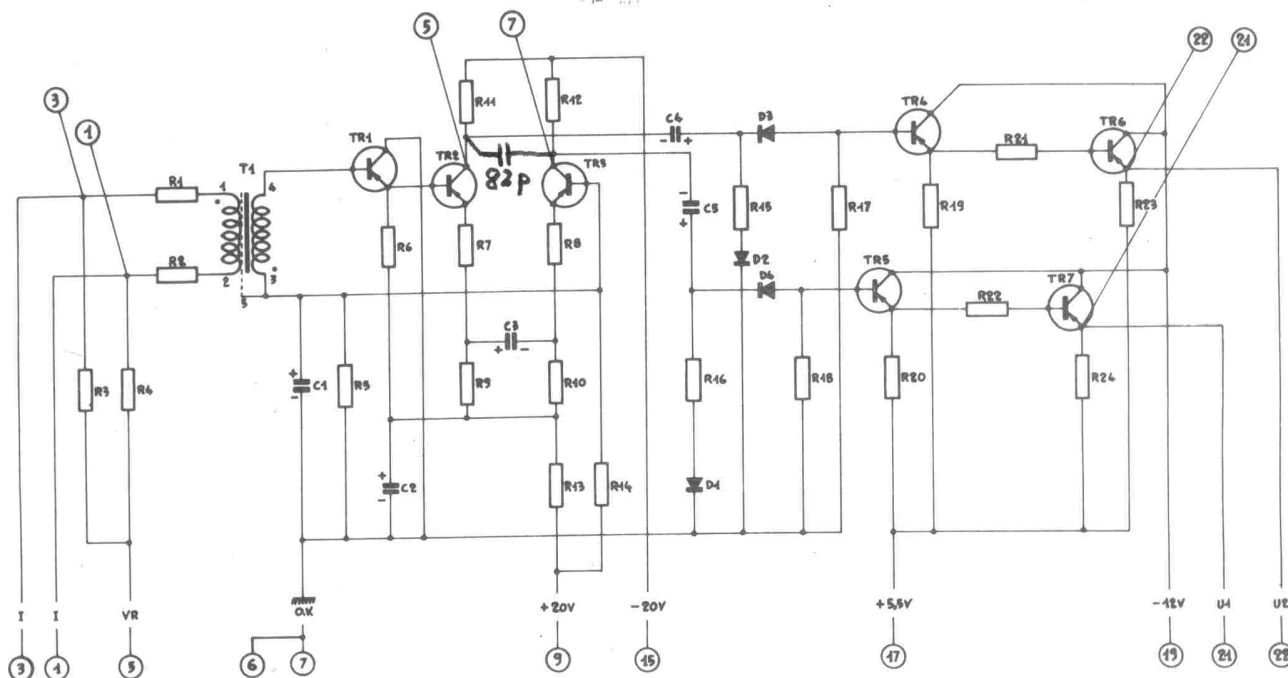 5 7 22 21
3 R11 R12 TR4
1 TR1 C4 D3 R21 TR6
- +
T1 TR2 TR3
R1 1 4 82p
R6 R7 R8 C5 R15 R17 R19 R23
- +
R2 2 3 D2 D4 TR5 TR7
5 R22
C3
+ -
R3 R4 C1 R5 R9 R10 R16 R18 R20 R24
+ -
C2 R13 R14 D1
+ -
I I VR 0.V. +20V -20V +5,5V -12V U1 U2
3 1 5 6 7 9 15 17 19 21 22